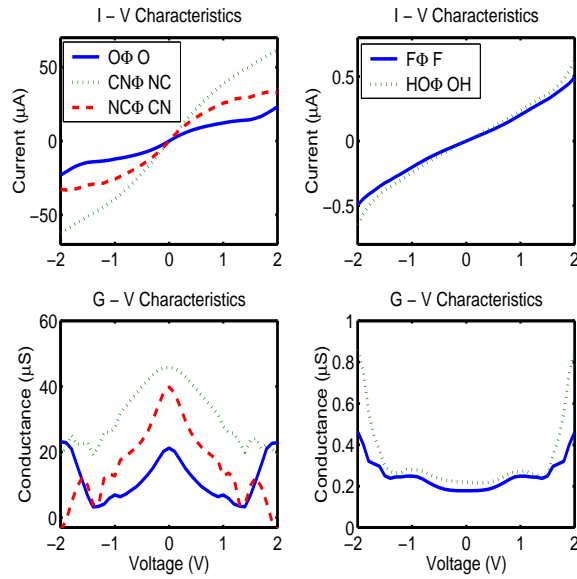 I – V Characteristics
Current (µA)
50
0
−50
OΦ O
CNΦ NC
NCΦ CN
−2 −1 0 1 2
I – V Characteristics
Current (µA)
0.5
0
−0.5
FΦ F
HOΦ OH
−2 −1 0 1 2
G – V Characteristics
Conductance (µS)
60
40
20
0
−2 −1 0 1 2
Voltage (V)
G – V Characteristics
Conductance (µS)
1
0.8
0.6
0.4
0.2
0
−2 −1 0 1 2
Voltage (V)